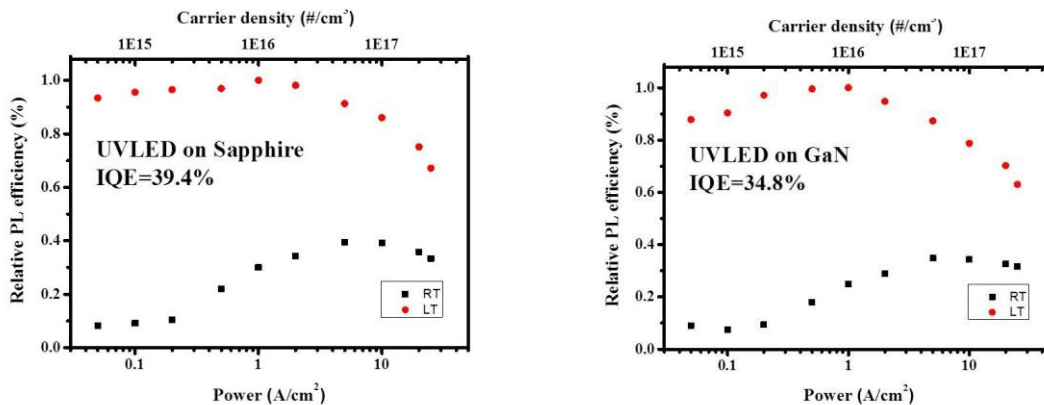 Carrier density (#/cm³)
1E15 1E16 1E17
Relative PL efficiency (%)
1.0
0.8
0.6
0.4
0.2
0.0
UVLED on Sapphire
IQE=39.4%
RT
LT
0.1 1 10
Power (A/cm²)
Carrier density (#/cm³)
1E15 1E16 1E17
Relative PL efficiency (%)
1.0
0.8
0.6
0.4
0.2
0.0
UVLED on GaN
IQE=34.8%
RT
LT
0.1 1 10
Power (A/cm²)